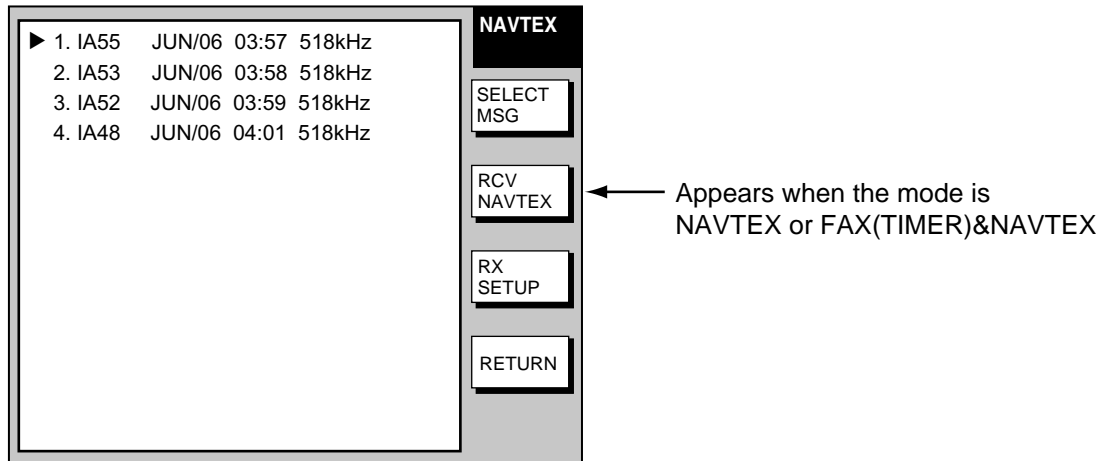 ▶ 1. IA55 JUN/06 03:57 518kHz
2. IA53 JUN/06 03:58 518kHz
3. IA52 JUN/06 03:59 518kHz
4. IA48 JUN/06 04:01 518kHz
NAVTEX
SELECT
MSG
RCV
NAVTEX
RX
SETUP
RETURN
Appears when the mode is
NAVTEX or FAX(TIMER)&NAVTEX